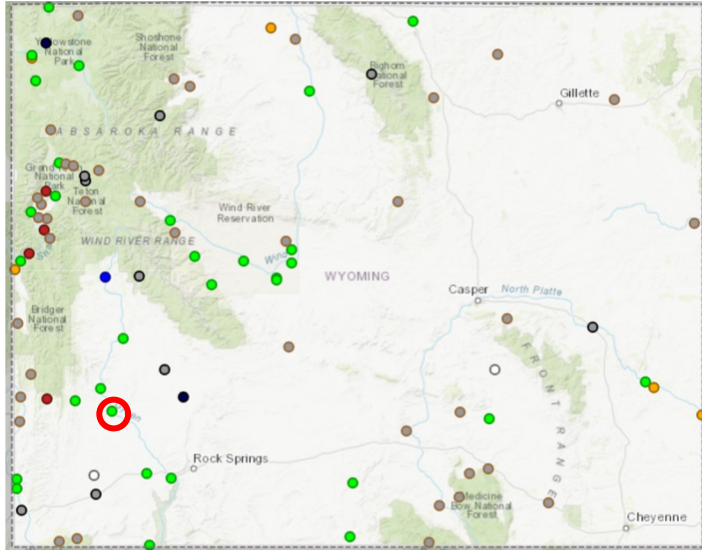 Yellowstone
National
Park
Shoshone
National
Forest
Bighorn
National
Forest
Gillette
ABSAROKA RANGE
Grand Teton
National
Park
Teton
National
Forest
Wind River
Reservation
WIND RIVER RANGE
Wind
WYOMING
Casper
North Platte
Bridger
National
Forest
FRONT RANGE
Rock Springs
Medicine
Bow National
Forest
Cheyenne